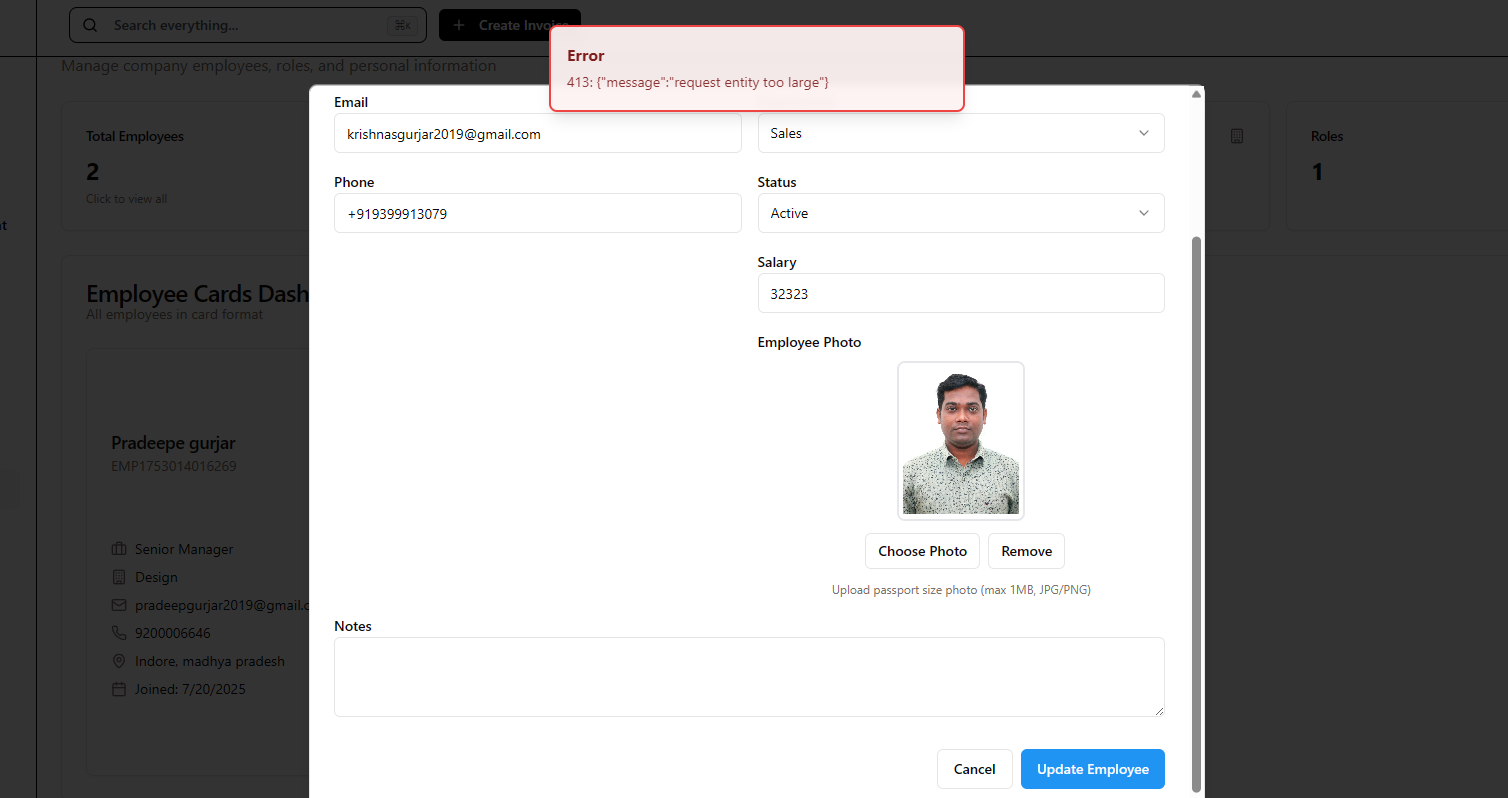 Search everything...
⌘K
Create Invoic
Error
413: {"message":"request entity too large"}
Manage company employees, roles, and personal information
Total Employees
2
Click to view all
Roles
1
Employee Cards Dash
All employees in card format
Pradeepe gurjar
EMP1753014016269
Senior Manager
Design
pradeepgurjar2019@gmail.c
9200006646
Indore, madhya pradesh
Joined: 7/20/2025
Email
krishnasgurjar2019@gmail.com
Sales
Phone
+919399913079
Status
Active
Salary
32323
Employee Photo
Choose Photo
Remove
Upload passport size photo (max 1MB, JPG/PNG)
Notes
Cancel
Update Employee